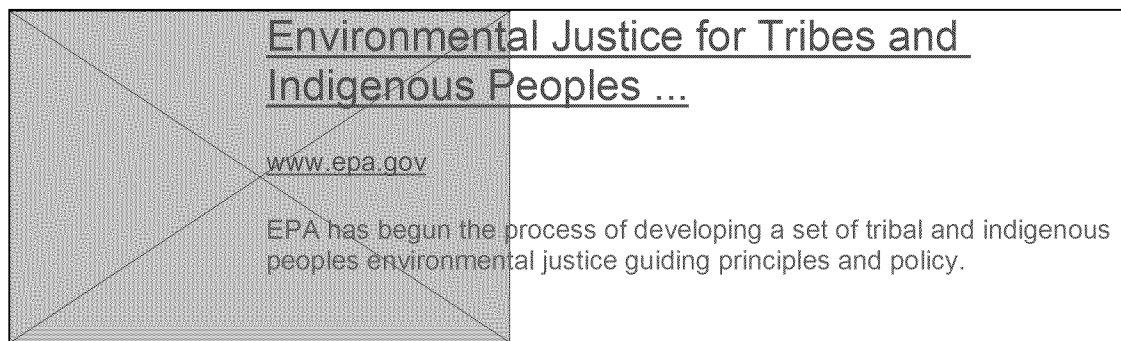 Environmental Justice for Tribes and
Indigenous Peoples ...
www.epa.gov
EPA has begun the process of developing a set of tribal and indigenous
peoples environmental justice guiding principles and policy.